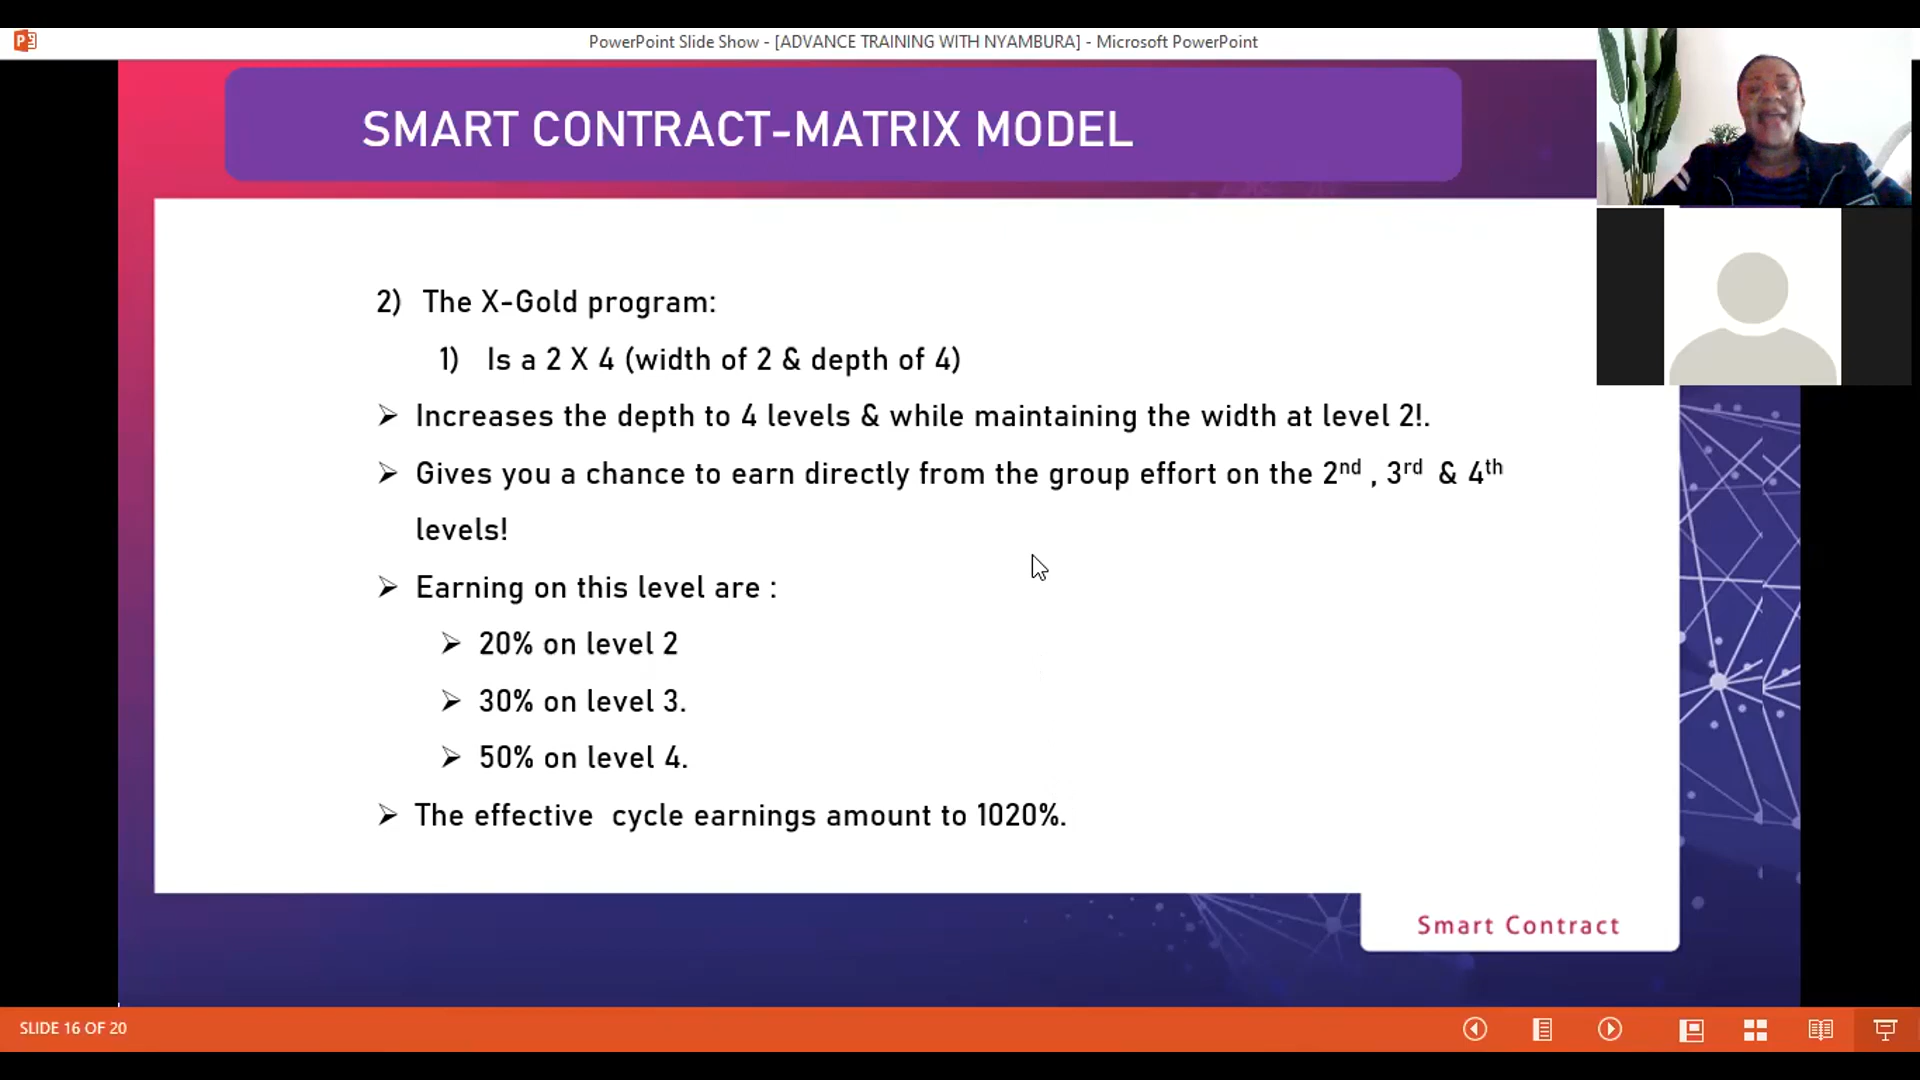 PowerPoint Slide Show - [ADVANCE TRAINING WITH NYAMBURA] - Microsoft PowerPoint
SMART CONTRACT-MATRIX MODEL
2) The X-Gold program:
1) Is a 2 X 4 (width of 2 & depth of 4)
➢ Increases the depth to 4 levels & while maintaining the width at level 2!.
➢ Gives you a chance to earn directly from the group effort on the 2nd , 3rd & 4th
levels!
➢ Earning on this level are :
➢ 20% on level 2
➢ 30% on level 3.
➢ 50% on level 4.
➢ The effective cycle earnings amount to 1020%.
Smart Contract
SLIDE 16 OF 20